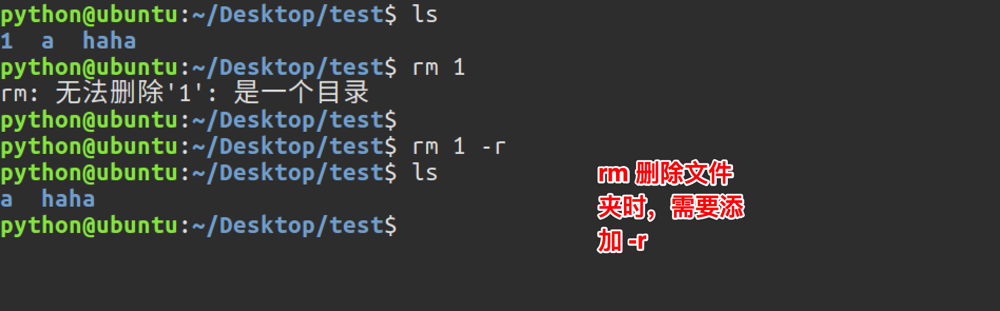 python@ubuntu:~/Desktop/test$ ls
1  a  haha
python@ubuntu:~/Desktop/test$ rm 1
rm: 无法删除'1': 是一个目录
python@ubuntu:~/Desktop/test$
python@ubuntu:~/Desktop/test$ rm 1 -r
python@ubuntu:~/Desktop/test$ ls
a  haha
python@ubuntu:~/Desktop/test$
rm 删除文件
夹时，需要添
加 -r